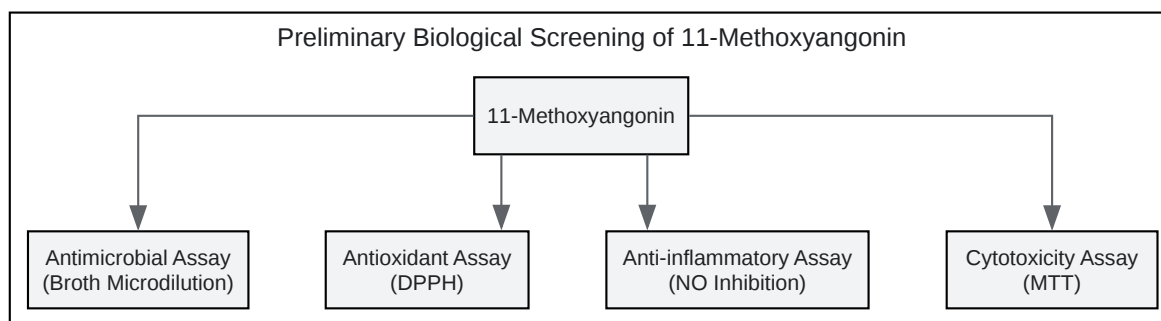 Preliminary Biological Screening of 11-Methoxyangonin
11-Methoxyangonin
Antimicrobial Assay
(Broth Microdilution)
Antioxidant Assay
(DPPH)
Anti-inflammatory Assay
(NO Inhibition)
Cytotoxicity Assay
(MTT)